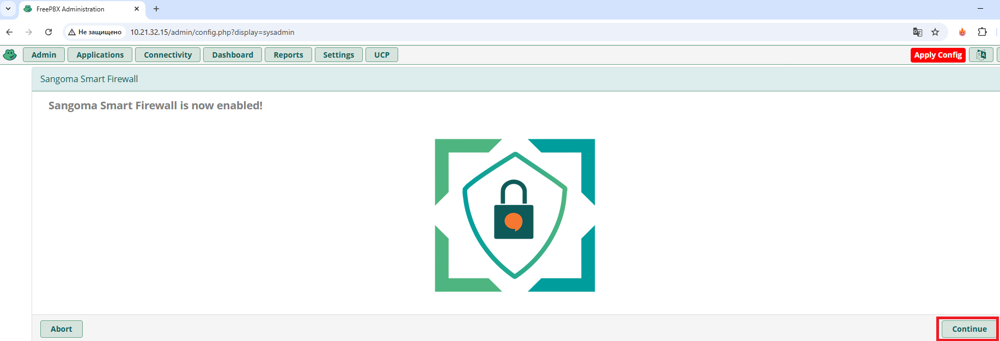 FreePBX Administration
Не защищено 10.21.32.15/admin/config.php?display=sysadmin
Admin Applications Connectivity Dashboard Reports Settings UCP Apply Config
Sangoma Smart Firewall
Sangoma Smart Firewall is now enabled!
Abort Continue